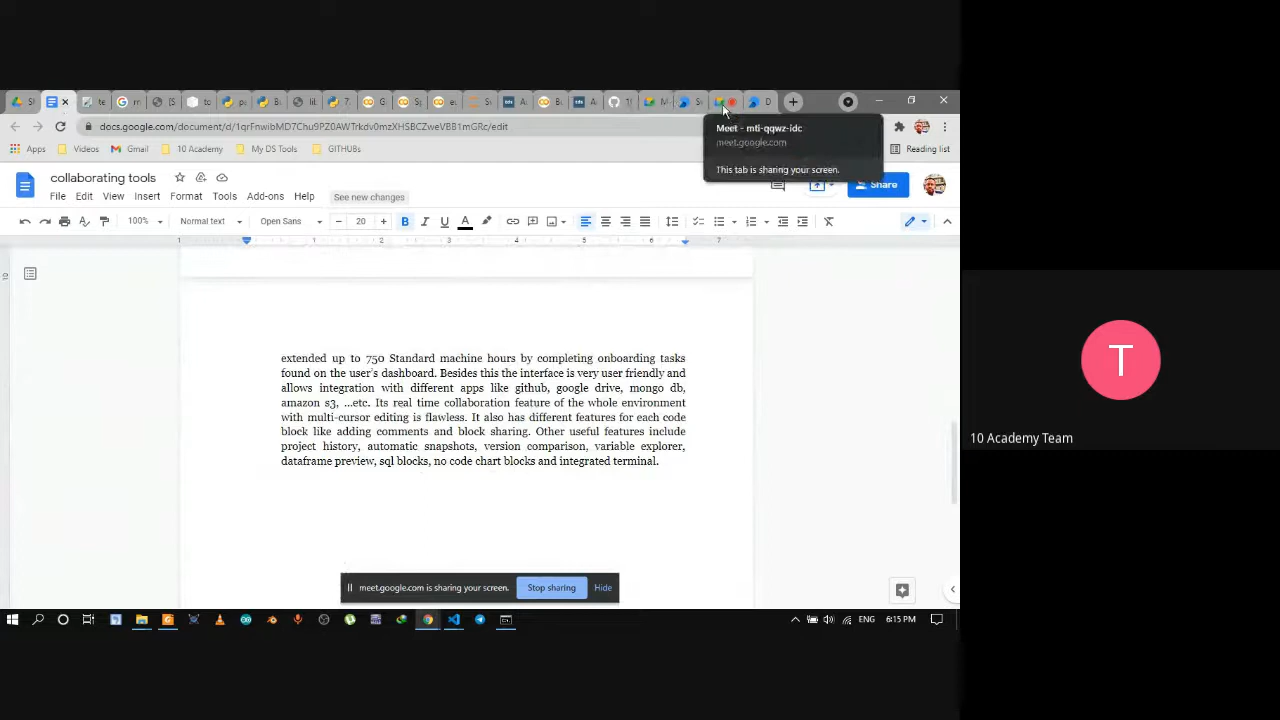 docs.google.com/document/d/1qrFnwibMD7Chu9PZ0AWTrkdv0mzXHSBCZweVBB1mGRc/edit
Meet - mti-qqwz-idc
meet.google.com
This tab is sharing your screen.
Apps Videos Gmail 10 Academy My DS Tools GITHUBs Reading list
collaborating tools
Share
File Edit View Insert Format Tools Add-ons Help See new changes
100% Normal text Open Sans 20 B I U A
1 1 2 3 4 5 6 7
extended up to 750 Standard machine hours by completing onboarding tasks
found on the user's dashboard. Besides this the interface is very user friendly and
allows integration with different apps like github, google drive, mongo db,
amazon s3, ...etc. Its real time collaboration feature of the whole environment
with multi-cursor editing is flawless. It also has different features for each code
block like adding comments and block sharing. Other useful features include
project history, automatic snapshots, version comparison, variable explorer,
dataframe preview, sql blocks, no code chart blocks and integrated terminal.
meet.google.com is sharing your screen. Stop sharing Hide
ENG 6:15 PM
T
10 Academy Team